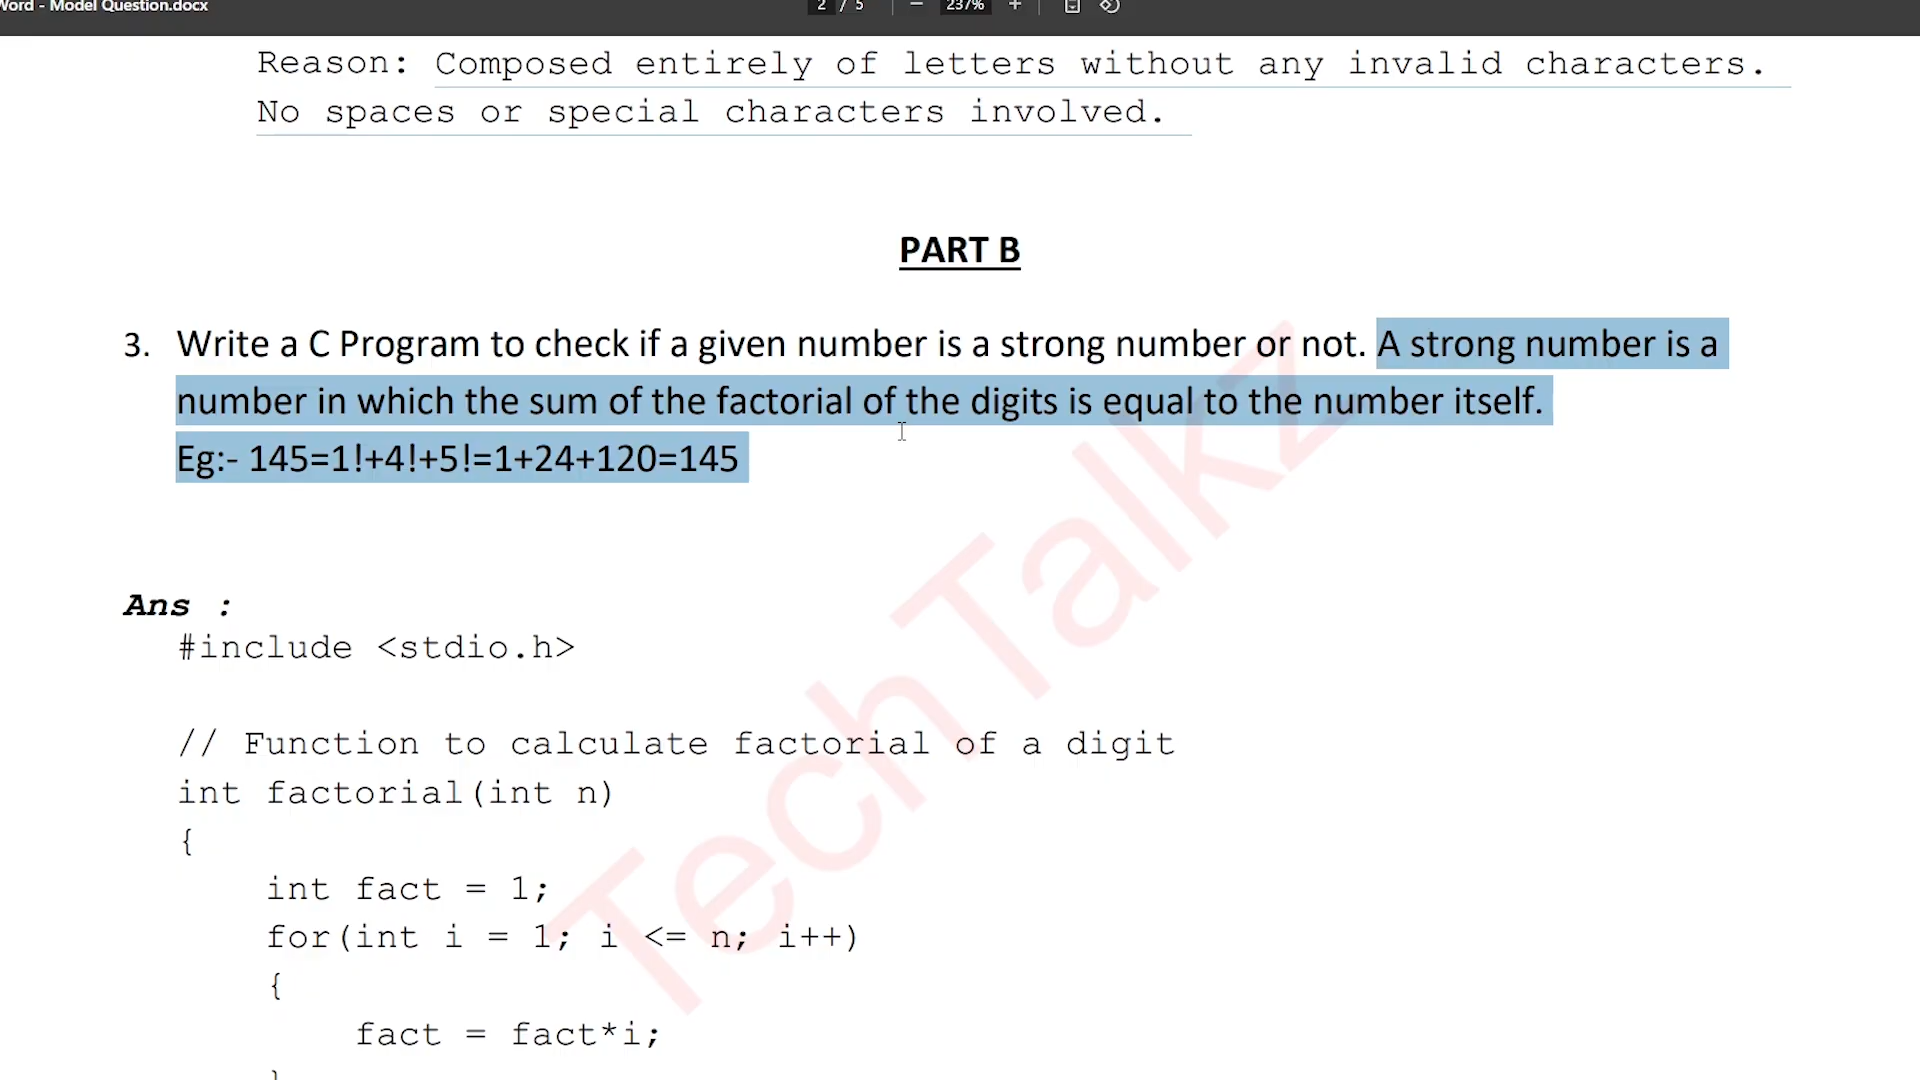 Word - Model Question.docx
2 / 5 — 237% +
Reason: Composed entirely of letters without any invalid characters.
No spaces or special characters involved.
PART B
3. Write a C Program to check if a given number is a strong number or not. A strong number is a
number in which the sum of the factorial of the digits is equal to the number itself.
Eg:- 145=1!+4!+5!=1+24+120=145
Ans :
#include <stdio.h>
// Function to calculate factorial of a digit
int factorial(int n)
{
int fact = 1;
for(int i = 1; i <= n; i++)
{
fact = fact*i;
}
TechTalkz